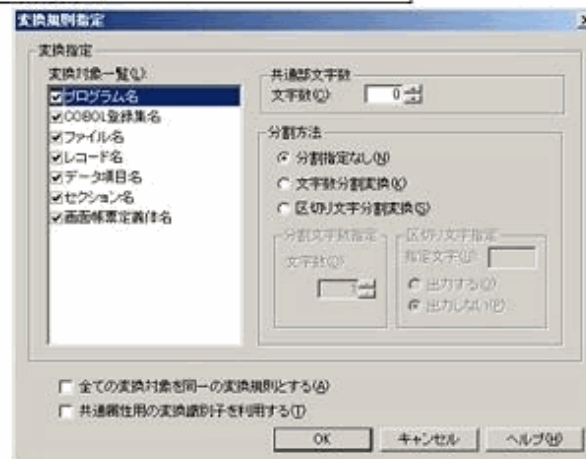 変換規則指定
変換指定
変換対象一覧(L):
プログラム名
COBOL登録集名
ファイル名
レコード名
データ項目名
セクション名
画面帳票定義体名
共通部文字数
文字数(C):
0
分割方法
分割指定なし(N)
文字数分割変換(K)
区切り文字分割変換(S)
分割文字数指定
文字数(Q):
区切り文字指定
指定文字(U):
出力する(O)
出力しない(P)
全ての変換対象を同一の変換規則とする(A)
共通属性用の変換識別子を利用する(T)
OK
キャンセル
ヘルプ(H)